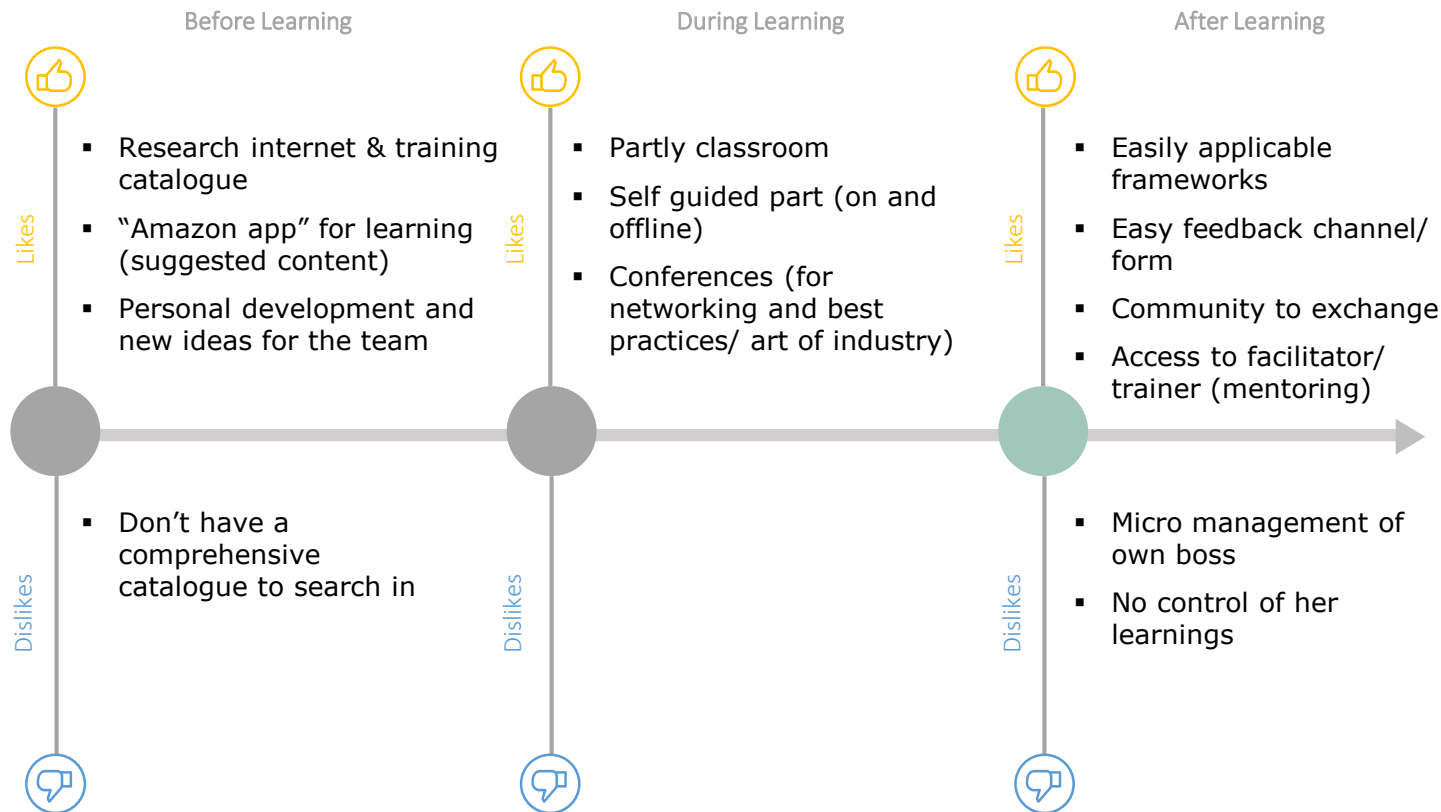 Before Learning
During Learning
After Learning
Likes
▪ Research internet & training
catalogue
▪ “Amazon app” for learning
(suggested content)
▪ Personal development and
new ideas for the team
Likes
▪ Partly classroom
▪ Self guided part (on and
offline)
▪ Conferences (for
networking and best
practices/ art of industry)
Likes
▪ Easily applicable
frameworks
▪ Easy feedback channel/
form
▪ Community to exchange
▪ Access to facilitator/
trainer (mentoring)
Dislikes
▪ Don’t have a
comprehensive
catalogue to search in
Dislikes
Dislikes
▪ Micro management of
own boss
▪ No control of her
learnings